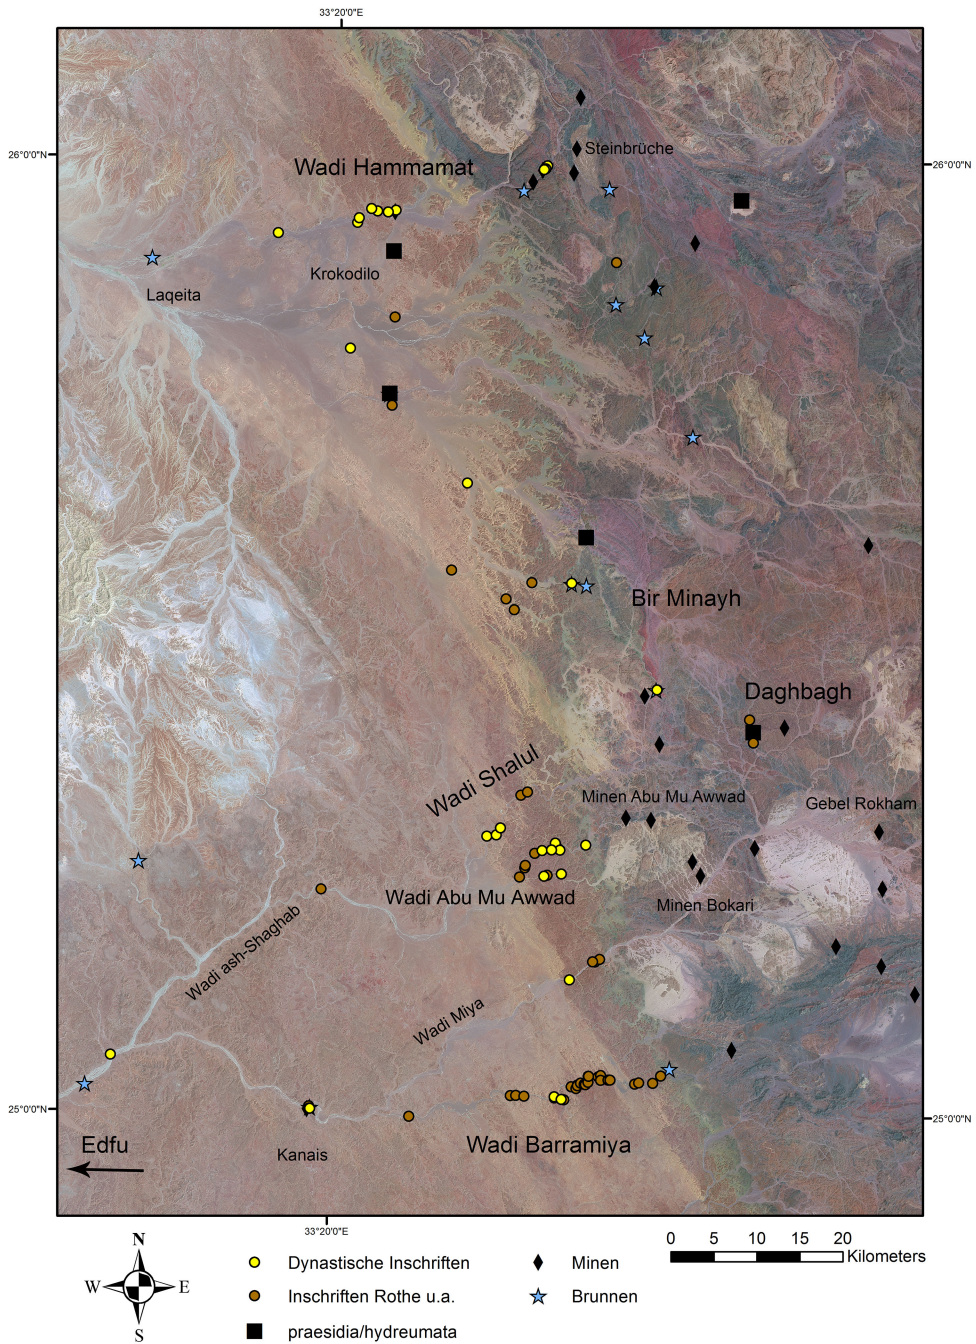 33°20'0"E
26°0'0"N
26°0'0"N
Steinbrüche
Wadi Hammamat
Krokodilo
Laqeita
Bir Minayh
Daghbagh
Wadi Shalul
Minen Abu Mu Awwad
Gebel Rokham
Wadi Abu Mu Awwad
Minen Bokari
Wadi ash-Shaghab
Wadi Miya
25°0'0"N
25°0'0"N
Edfu
Kanais
Wadi Barramiya
33°20'0"E
N
W E
S
Dynastische Inschriften
Inschriften Rothe u.a.
praesidia/hydreumata
Minen
Brunnen
0 5 10 15 20
Kilometers